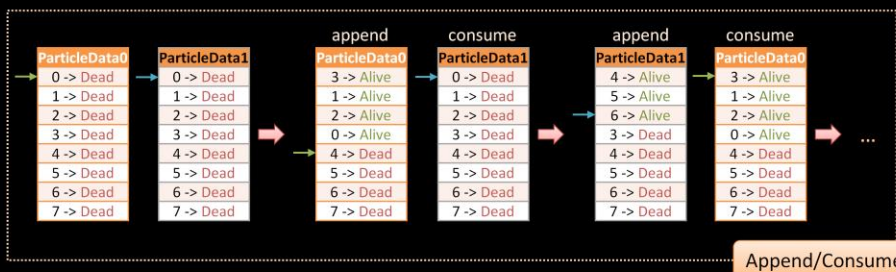 append consume append consume
ParticleData0 ParticleData1 ParticleData0 ParticleData1 ParticleData1 ParticleData0
0 -> Dead 0 -> Dead 3 -> Alive 0 -> Dead 4 -> Alive 3 -> Alive
1 -> Dead 1 -> Dead 1 -> Alive 1 -> Dead 5 -> Alive 1 -> Alive
2 -> Dead 2 -> Dead 2 -> Alive 2 -> Dead 6 -> Alive 2 -> Alive
3 -> Dead 3 -> Dead 0 -> Alive 3 -> Dead 3 -> Dead 0 -> Alive
4 -> Dead 4 -> Dead 4 -> Dead 4 -> Dead 4 -> Dead 4 -> Dead ...
5 -> Dead 5 -> Dead 5 -> Dead 5 -> Dead 5 -> Dead 5 -> Dead
6 -> Dead 6 -> Dead 6 -> Dead 6 -> Dead 6 -> Dead 6 -> Dead
7 -> Dead 7 -> Dead 7 -> Dead 7 -> Dead 7 -> Dead 7 -> Dead
Append/Consume